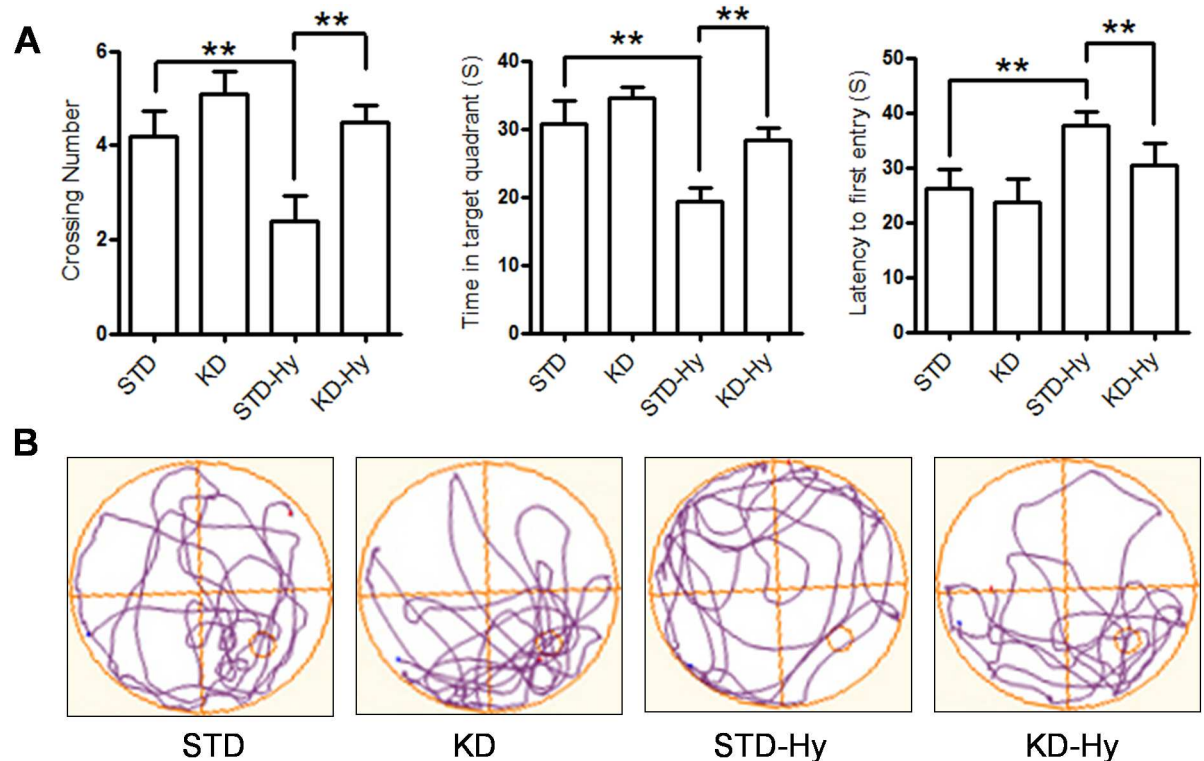 A
Crossing Number
6
4
2
0
**
**
STD
KD
STD-Hy
KD-Hy
Time in target quadrant (S)
40
30
20
10
0
**
**
STD
KD
STD-Hy
KD-Hy
Latency to first entry (S)
50
40
30
20
10
0
**
**
STD
KD
STD-Hy
KD-Hy
B
STD
KD
STD-Hy
KD-Hy